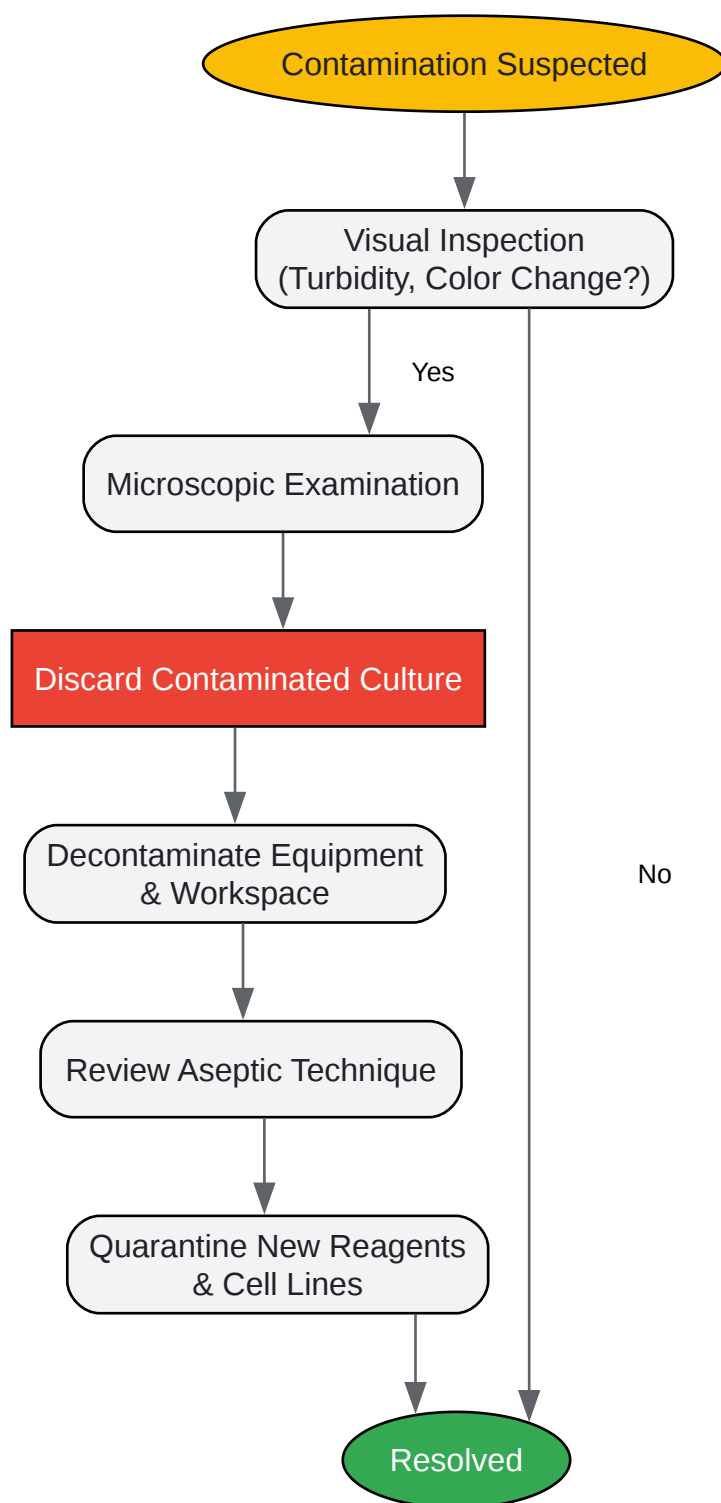 Contamination Suspected
Visual Inspection
(Turbidity, Color Change?)
Yes
Microscopic Examination
Discard Contaminated Culture
Decontaminate Equipment
& Workspace
No
Review Aseptic Technique
Quarantine New Reagents
& Cell Lines
Resolved